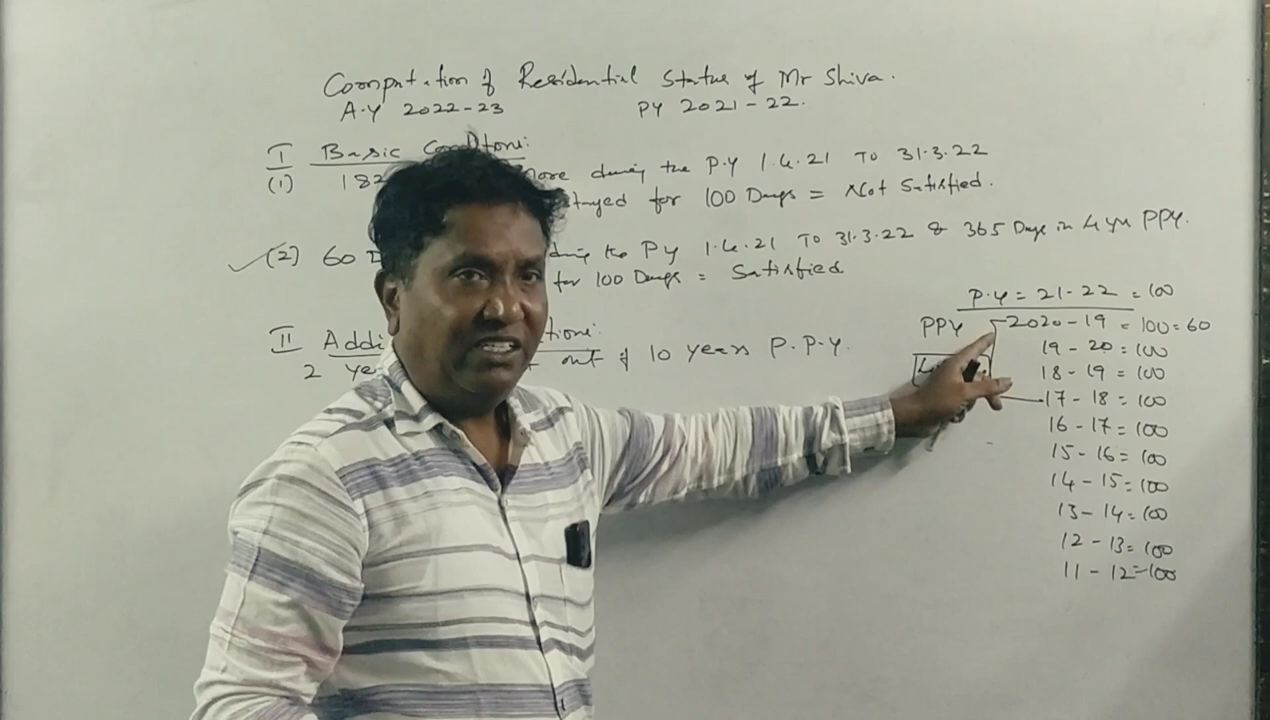 Computation of Residential Status of Mr Shiva.
A.Y 2022-23 PY 2021-22.
I Basic Conditions:
(1) 182 more during the P.Y 1.4.21 TO 31.3.22
stayed for 100 Days = Not Satisfied.
(2) 60 D during the PY 1.4.21 TO 31.3.22 & 365 Days in 4 yrs PPY.
for 100 Days = Satisfied
P.Y = 21-22 = 100
PPY 2020-19 = 100=60
19-20=100
18-19=100
17-18=100
16-17=100
15-16=100
14-15=100
13-14=100
12-13=100
11-12=100
II Addi tions:
2 Ye out of 10 years P.P.Y.